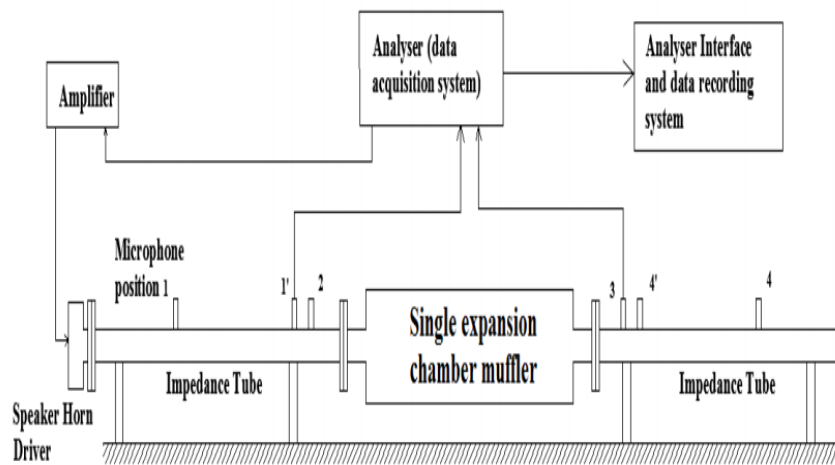 Analyser (data
acquisition system)
Analyser Interface
and data recording
system
Amplifier
Microphone
position 1
1'
2
3
4'
4
Single expansion
chamber muffler
Impedance Tube
Impedance Tube
Speaker Horn
Driver